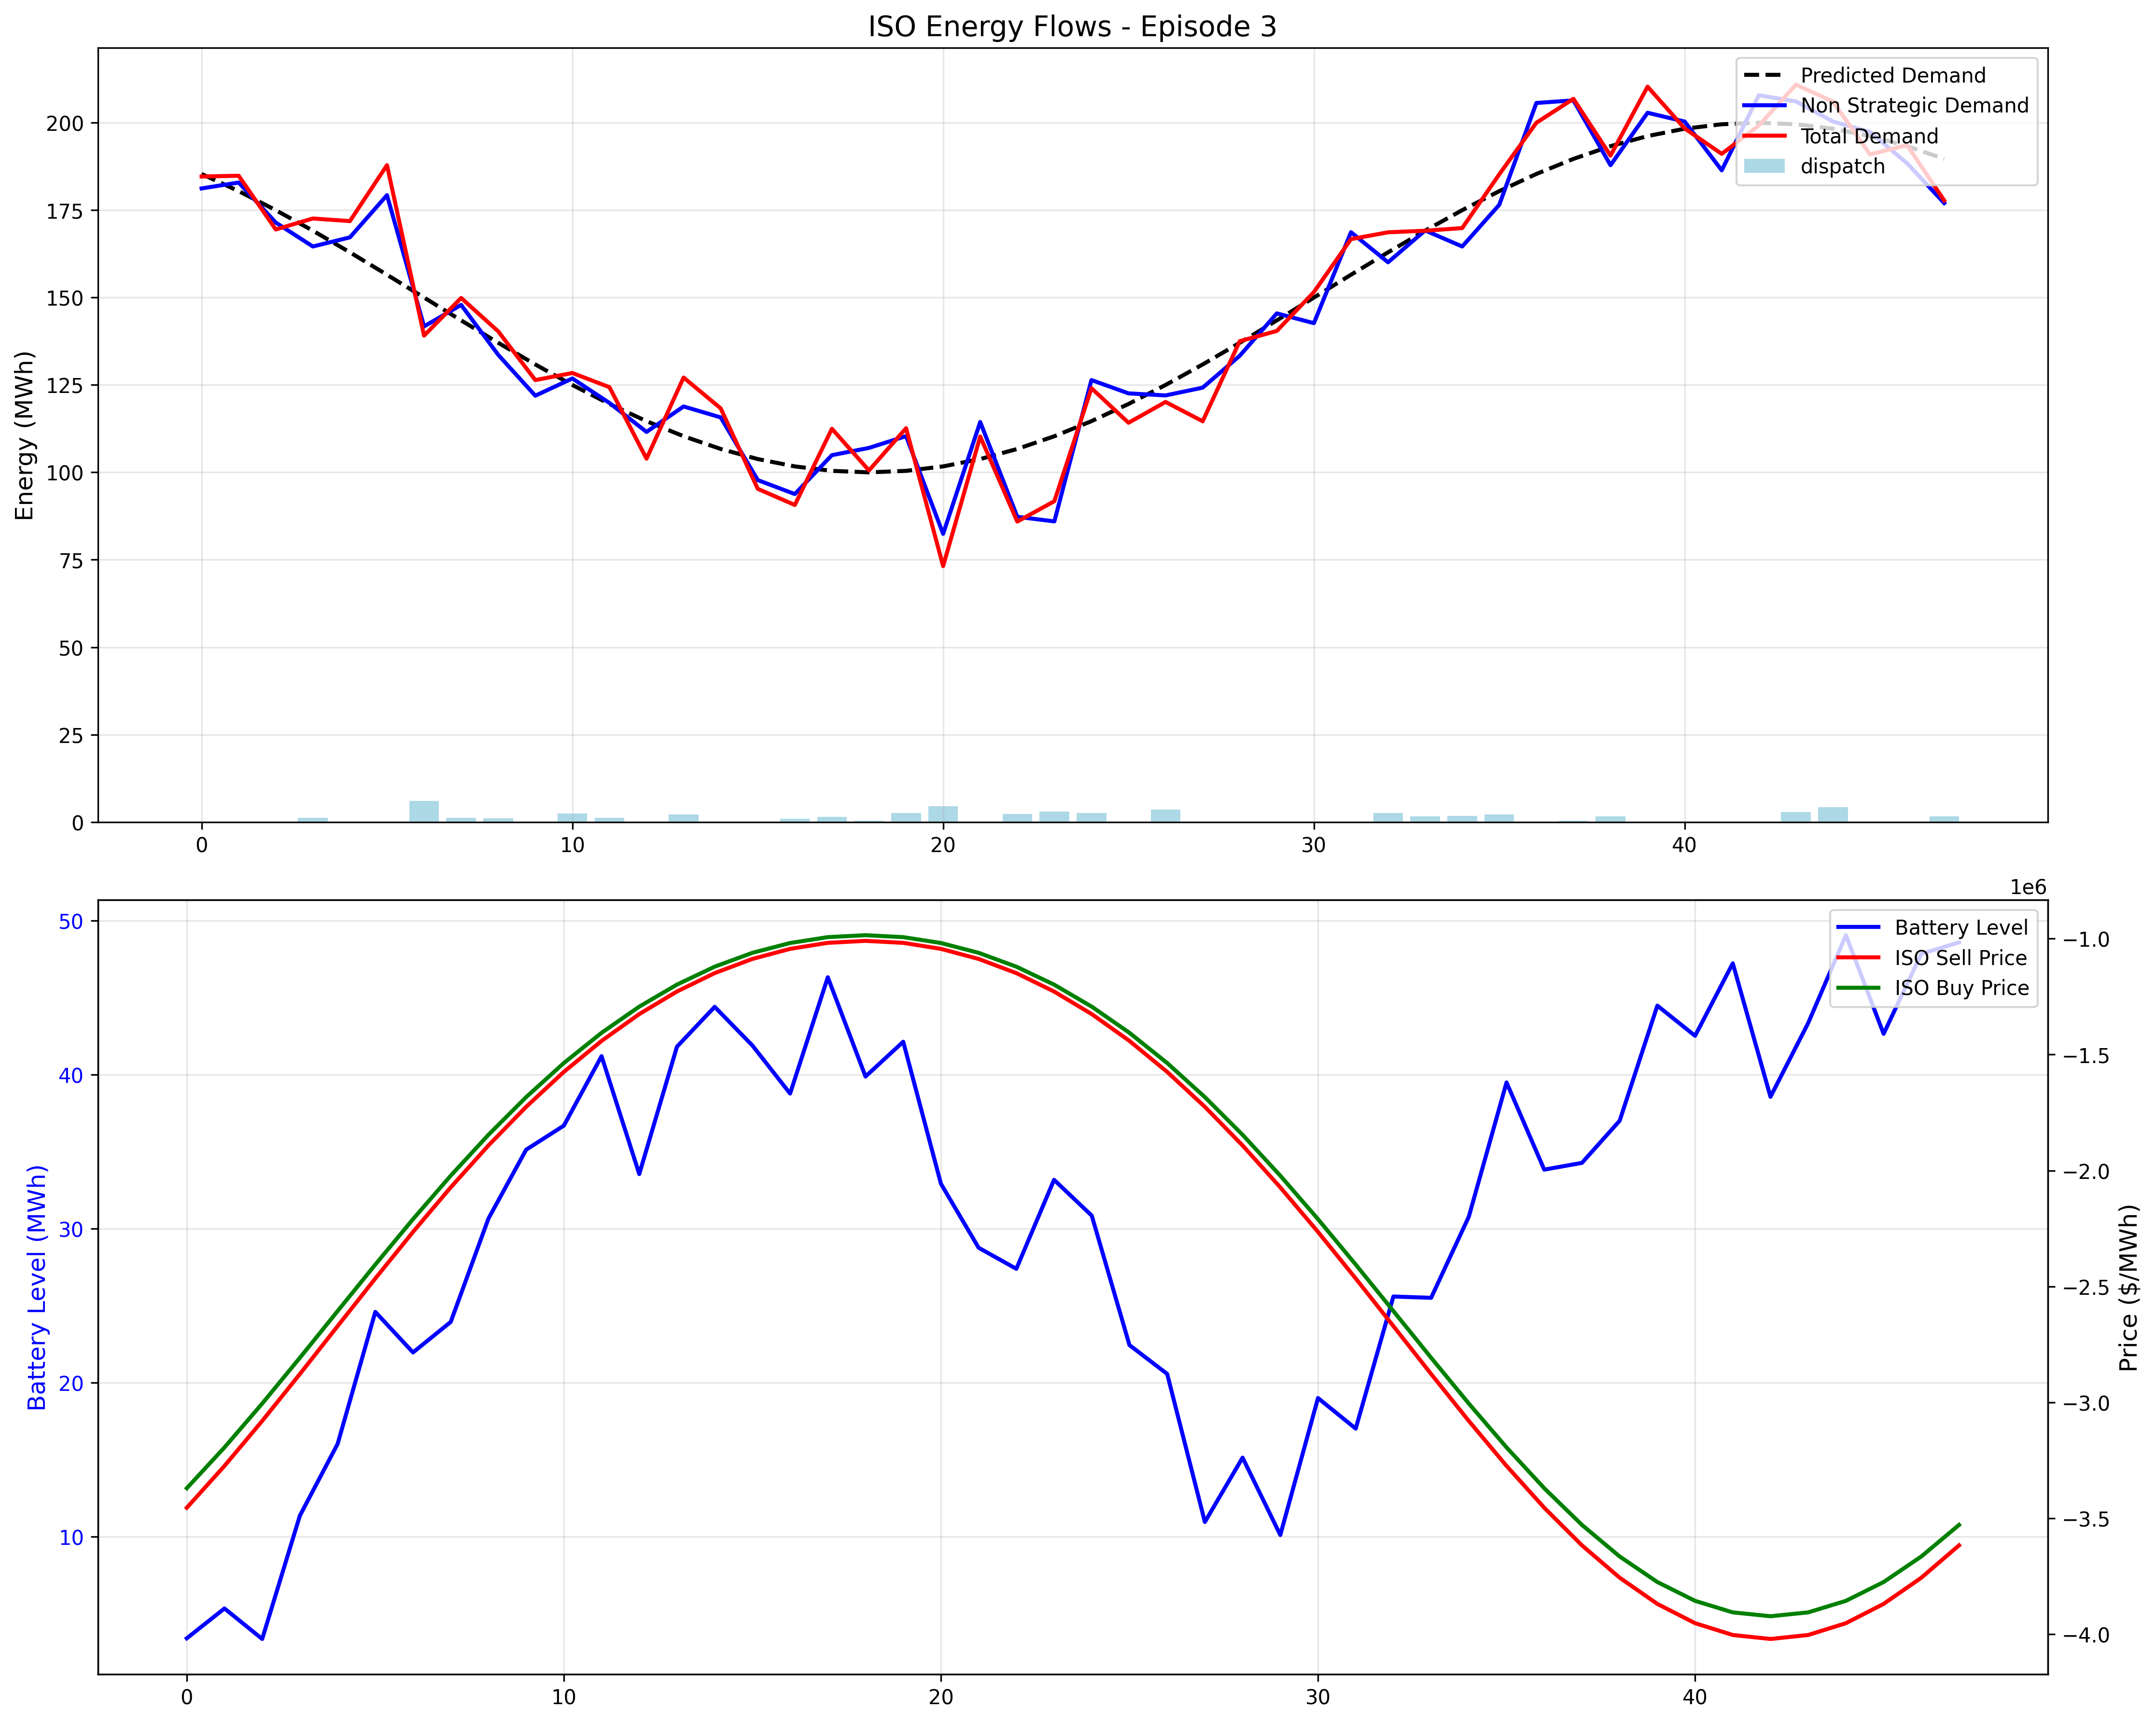 ISO Energy Flows - Episode 3
Energy (MWh)
200
175
150
125
100
75
50
25
0
0 10 20 30 40
Predicted Demand
Non Strategic Demand
Total Demand
dispatch
1e6
Battery Level (MWh)
50
40
30
20
10
0 10 20 30 40
Battery Level
ISO Sell Price
ISO Buy Price
−1.0
−1.5
−2.0
−2.5
−3.0
−3.5
−4.0
Price ($/MWh)